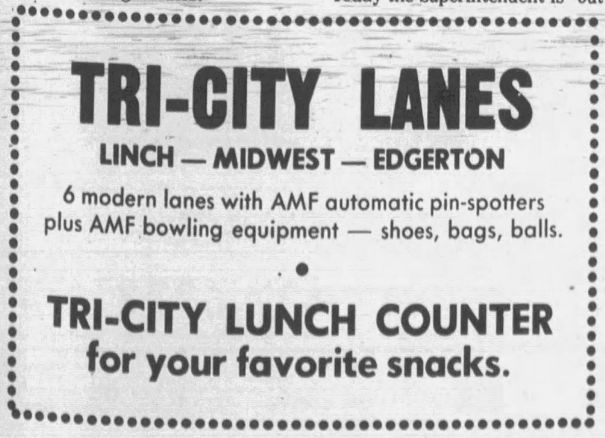 TRI-CITY LANES
LINCH — MIDWEST — EDGERTON
6 modern lanes with AMF automatic pin-spotters
plus AMF bowling equipment — shoes, bags, balls.
TRI-CITY LUNCH COUNTER
for your favorite snacks.